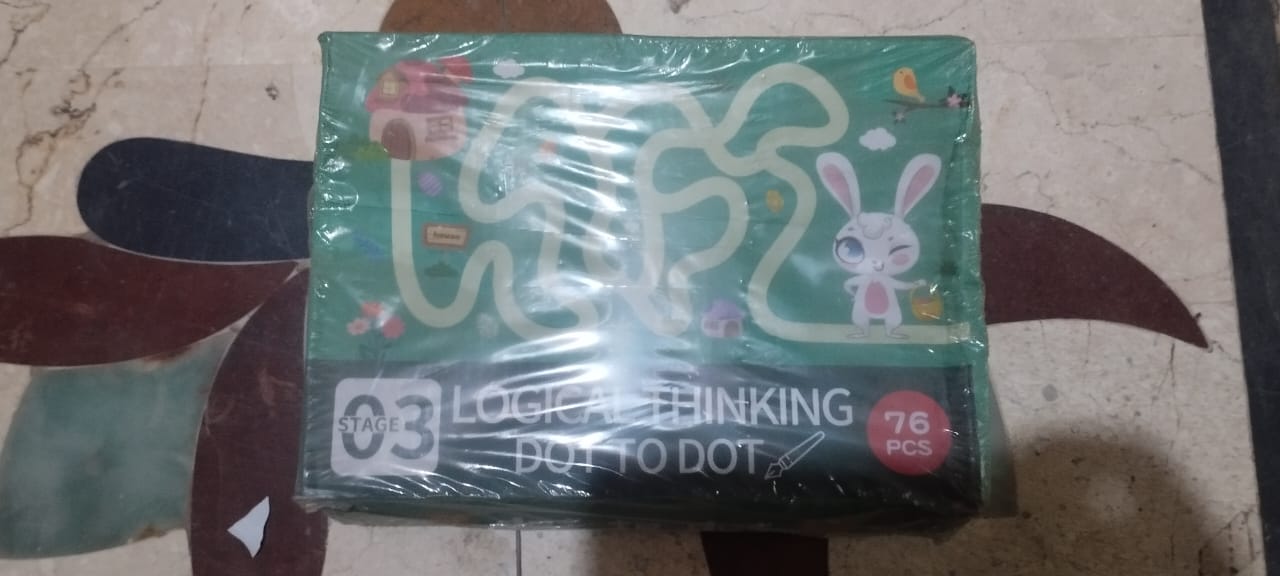 STAGE 03
LOGICAL THINKING
DOT TO DOT
76
PCS